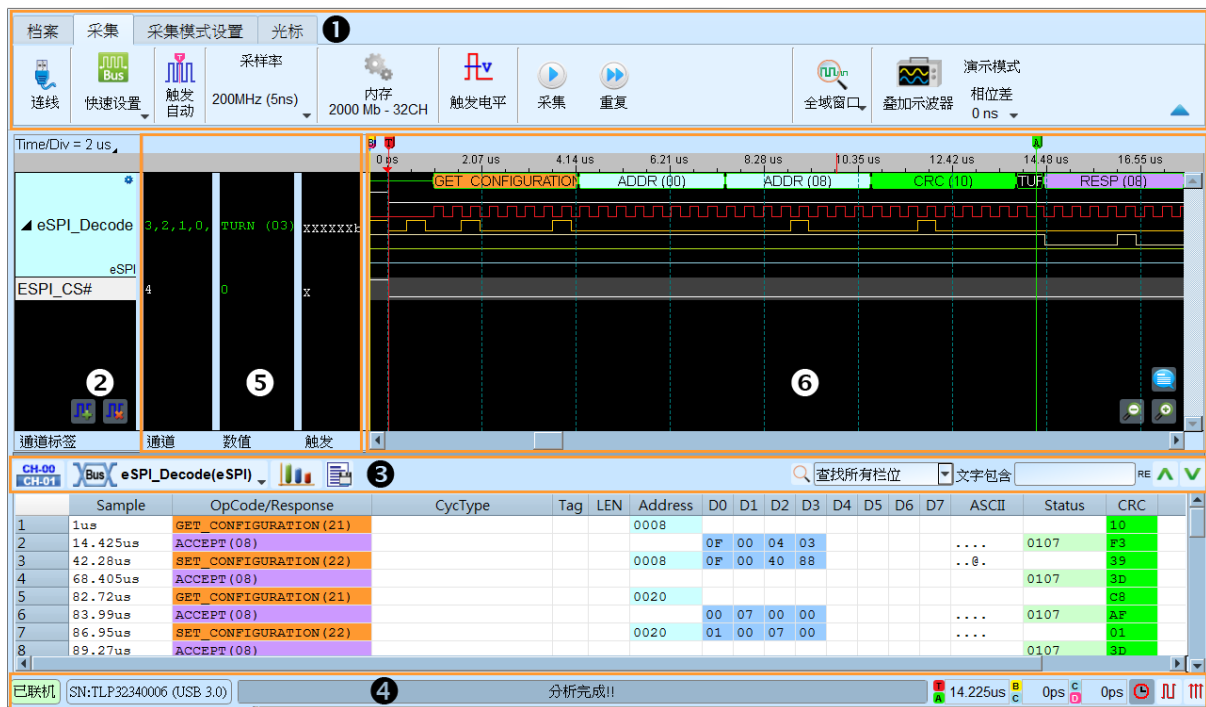 档案 采集 采集模式设置 光标 ❶
连线
Bus 快速设置
触发 自动
采样率 200MHz (5ns)
内存 2000 Mb - 32CH
触发电平
采集
重复
全域窗口
叠加示波器
演示模式
相位差
0 ns
Time/Div = 2 us
B T A
0 ps 2.07 us 4.14 us 6.21 us 8.28 us 10.35 us 12.42 us 14.48 us 16.55 us
GET_CONFIGURATION ADDR (00) ADDR (08) CRC (10) TUR RESP (08)
eSPI_Decode 3,2,1,0, TURN (03) XXXXXXb
eSPI
ESPI_CS# 4 0 X
❷ ❺ ❻
通道标签 通道 数值 触发
CH-00
CH-01
Bus eSPI_Decode(eSPI) ❸ 查找所有栏位 文字包含 RE
Sample OpCode/Response CycType Tag LEN Address D0 D1 D2 D3 D4 D5 D6 D7 ASCII Status CRC
1 1us GET_CONFIGURATION(21) 0008 10
2 14.425us ACCEPT(08) 0F 00 04 03 .... 0107 F3
3 42.28us SET_CONFIGURATION(22) 0008 0F 00 40 88 ..@. 39
4 68.405us ACCEPT(08) 0107 3D
5 82.72us GET_CONFIGURATION(21) 0020 C8
6 83.99us ACCEPT(08) 00 07 00 00 .... 0107 AF
7 86.95us SET_CONFIGURATION(22) 0020 01 00 07 00 .... 01
8 89.27us ACCEPT(08) 0107 3D
已联机 SN:TLP32340006 (USB 3.0) ❹ 分析完成!! T A 14.225us B C 0ps C D 0ps